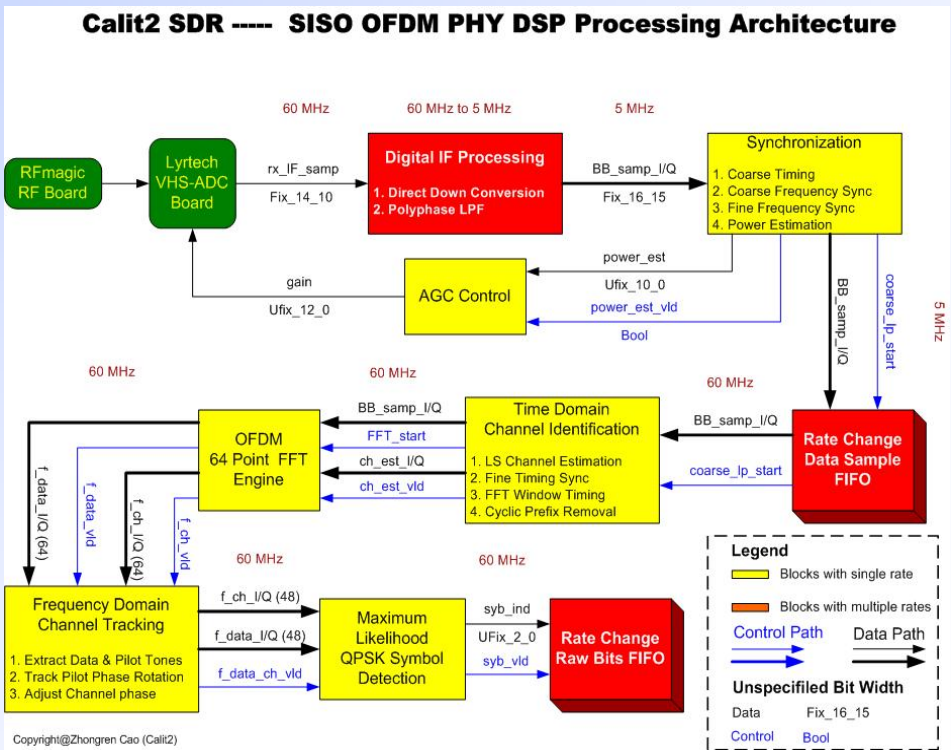 Calit2 SDR ----- SISO OFDM PHY DSP Processing Architecture
60 MHz
60 MHz to 5 MHz
5 MHz
RFmagic
RF Board
Lyrtech
VHS-ADC
Board
rx_IF_samp
Fix_14_10
Digital IF Processing
1. Direct Down Conversion
2. Polyphase LPF
BB_samp_I/Q
Fix_16_15
Synchronization
1. Coarse Timing
2. Coarse Frequency Sync
3. Fine Frequency Sync
4. Power Estimation
gain
Ufix_12_0
AGC Control
power_est
Ufix_10_0
power_est_vld
Bool
BB_samp_I/Q
coarse_lp_start
5 MHz
60 MHz
60 MHz
60 MHz
OFDM
64 Point FFT
Engine
BB_samp_I/Q
FFT_start
ch_est_I/Q
ch_est_vld
Time Domain
Channel Identification
1. LS Channel Estimation
2. Fine Timing Sync
3. FFT Window Timing
4. Cyclic Prefix Removal
BB_samp_I/Q
coarse_lp_start
Rate Change
Data Sample
FIFO
f_data_I/Q (64)
f_data_vld
f_ch_I/Q (64)
f_ch_vld
60 MHz
60 MHz
Frequency Domain
Channel Tracking
1. Extract Data & Pilot Tones
2. Track Pilot Phase Rotation
3. Adjust Channel phase
f_ch_I/Q (48)
f_data_I/Q (48)
f_data_ch_vld
Maximum
Likelihood
QPSK Symbol
Detection
syb_ind
UFix_2_0
syb_vld
Rate Change
Raw Bits FIFO
Legend
Blocks with single rate
Blocks with multiple rates
Control Path
Data Path
Unspecifiled Bit Width
Data Fix_16_15
Control Bool
Copyright@Zhongren Cao (Calit2)